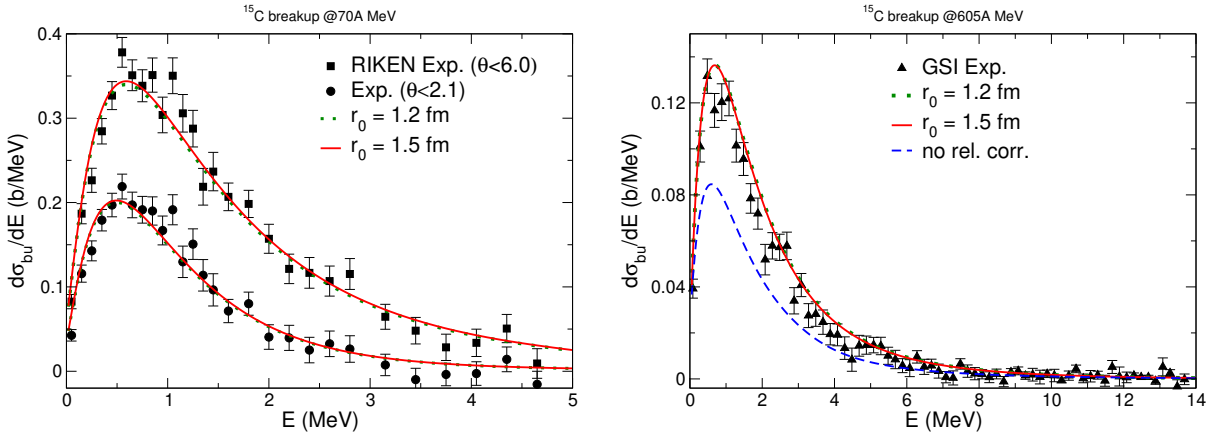 ¹⁵C breakup @70A MeV
0.4
0.3
0.2
0.1
0
dσ_bu/dE (b/MeV)
RIKEN Exp. (θ<6.0)
Exp. (θ<2.1)
r₀ = 1.2 fm
r₀ = 1.5 fm
0 1 2 3 4 5
E (MeV)
¹⁵C breakup @605A MeV
0.12
0.08
0.04
0
dσ_bu/dE (b/MeV)
GSI Exp.
r₀ = 1.2 fm
r₀ = 1.5 fm
no rel. corr.
0 2 4 6 8 10 12 14
E (MeV)